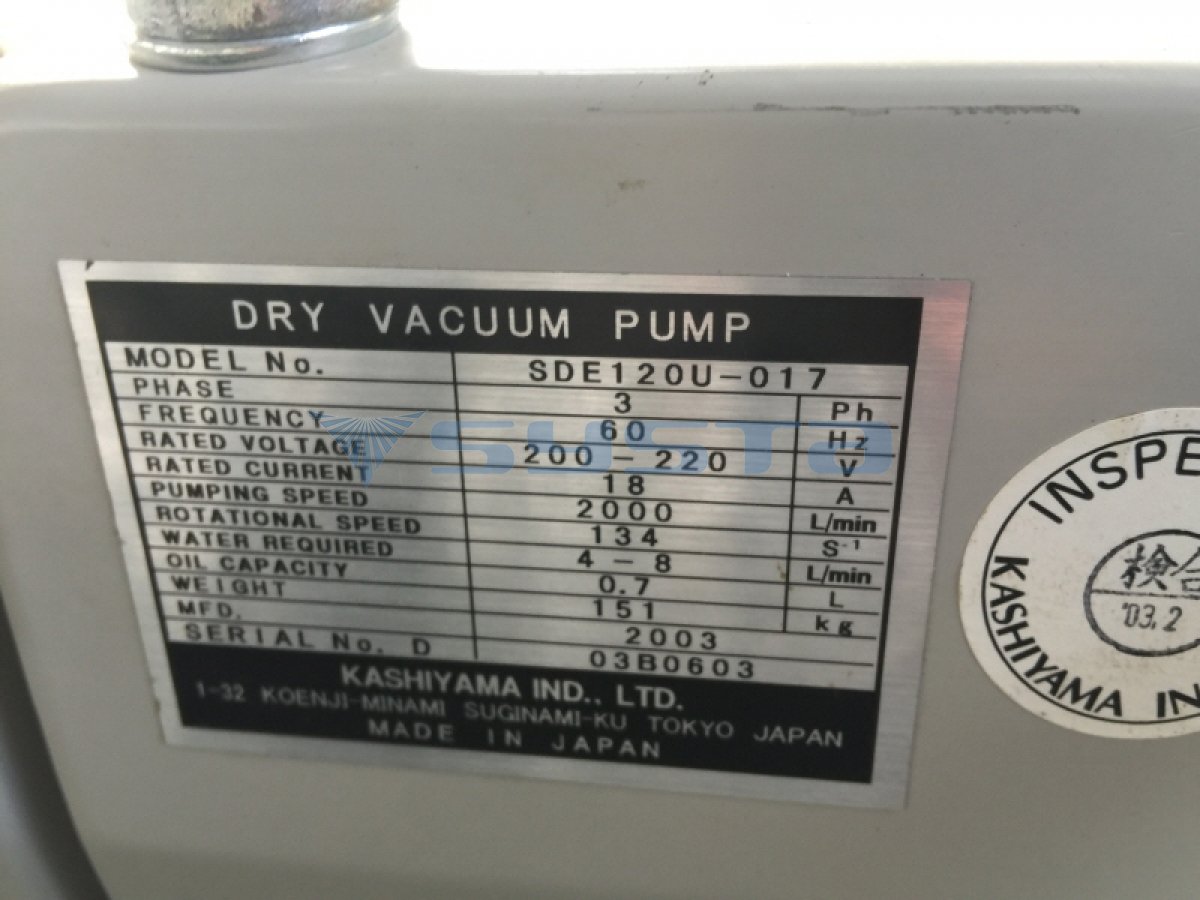 DRY VACUUM PUMP
MODEL No. SDE120U-017
PHASE 3 Ph
FREQUENCY 60 Hz
RATED VOLTAGE 200-220 V
RATED CURRENT 18 A
PUMPING SPEED 2000 L/min
ROTATIONAL SPEED 134 S⁻¹
WATER REQUIRED 4-8 L/min
OIL CAPACITY 0.7 L
WEIGHT 151 kg
MFD. 2003
SERIAL No. D 03B0603
KASHIYAMA IND., LTD.
1-32 KOENJI-MINAMI SUGINAMI-KU TOKYO JAPAN
MADE IN JAPAN
SUSTA
INSPE
検合
'03.2
KASHIYAMA IN